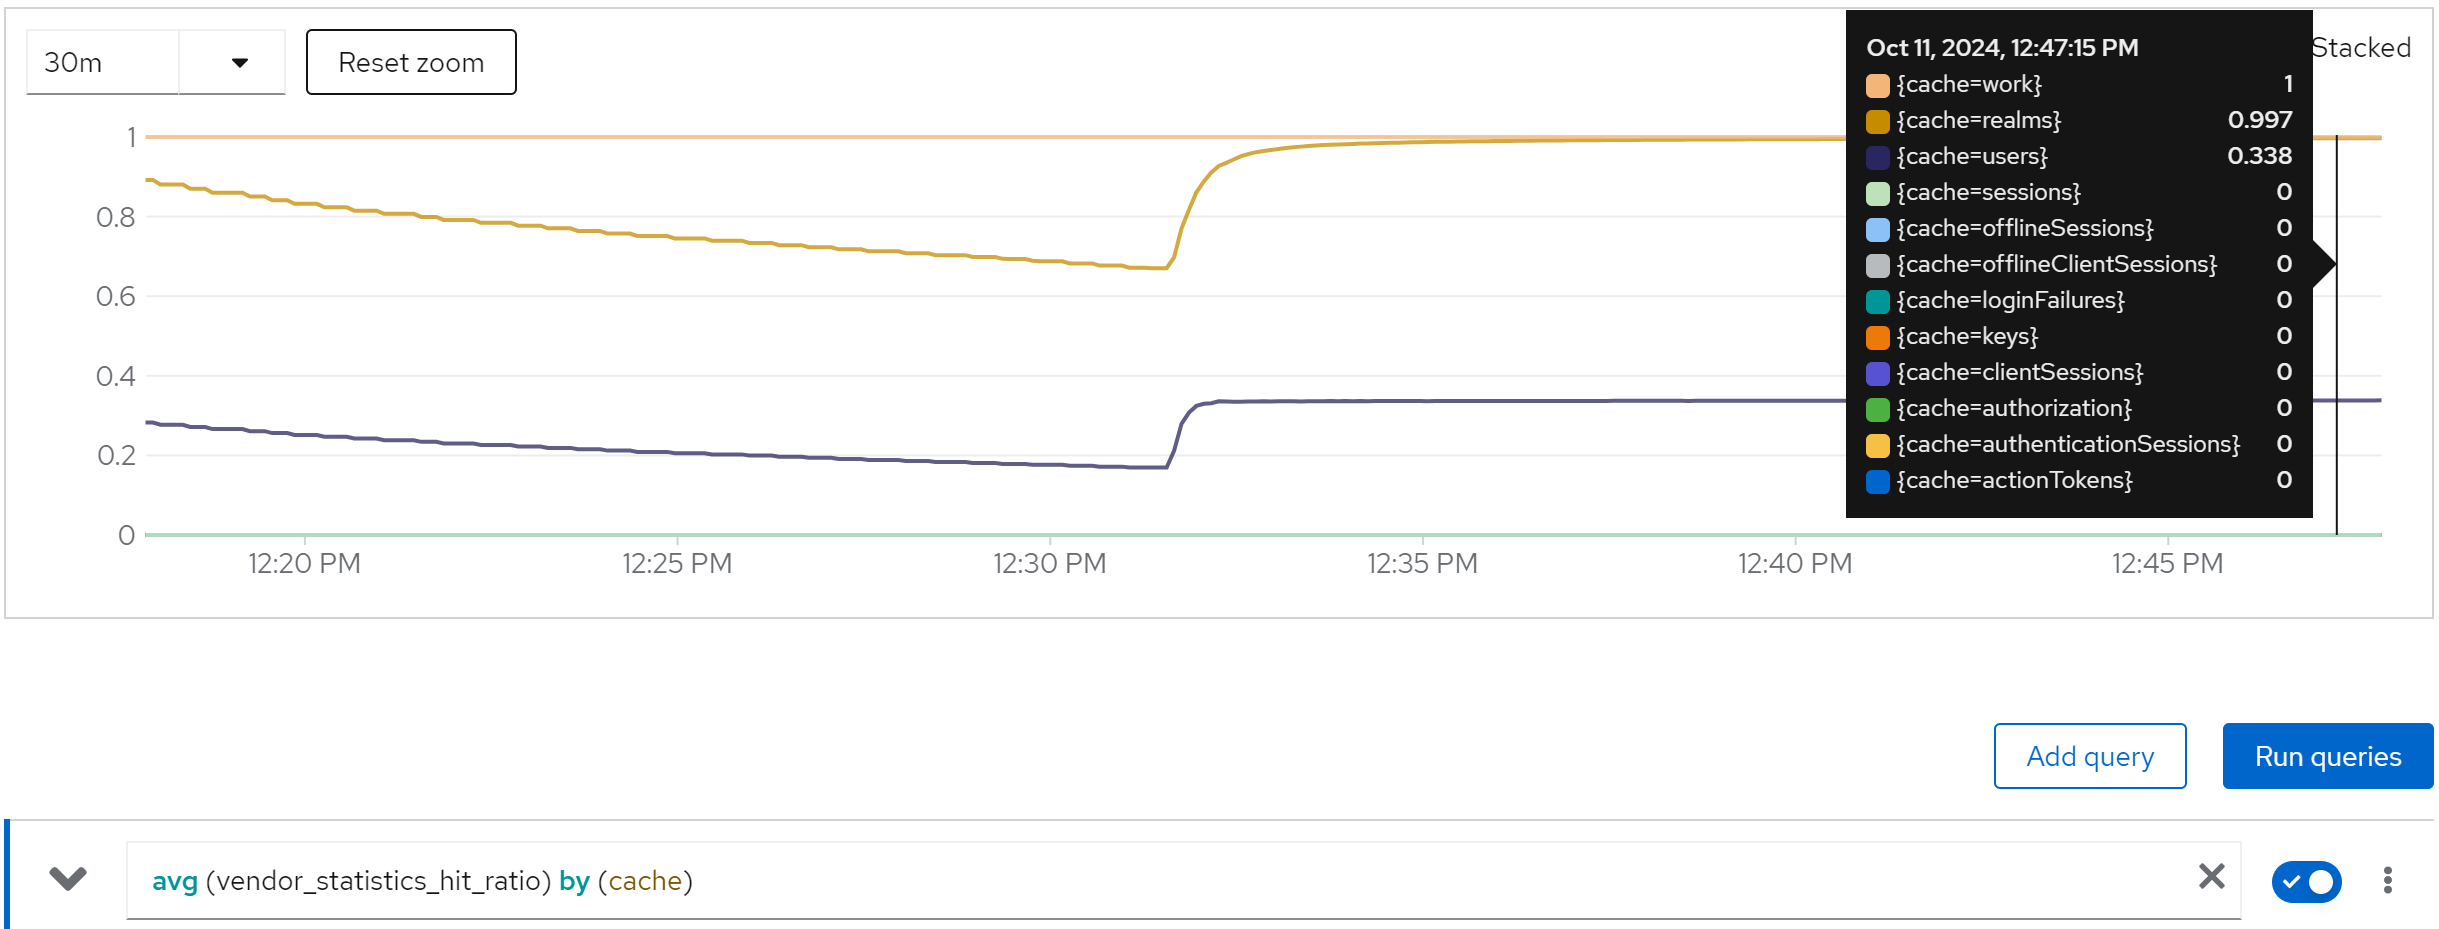 30m
Reset zoom
Stacked
Oct 11, 2024, 12:47:15 PM
{cache=work} 1
{cache=realms} 0.997
{cache=users} 0.338
{cache=sessions} 0
{cache=offlineSessions} 0
{cache=offlineClientSessions} 0
{cache=loginFailures} 0
{cache=keys} 0
{cache=clientSessions} 0
{cache=authorization} 0
{cache=authenticationSessions} 0
{cache=actionTokens} 0
1
0.8
0.6
0.4
0.2
0
12:20 PM 12:25 PM 12:30 PM 12:35 PM 12:40 PM 12:45 PM
Add query
Run queries
avg (vendor_statistics_hit_ratio) by (cache)